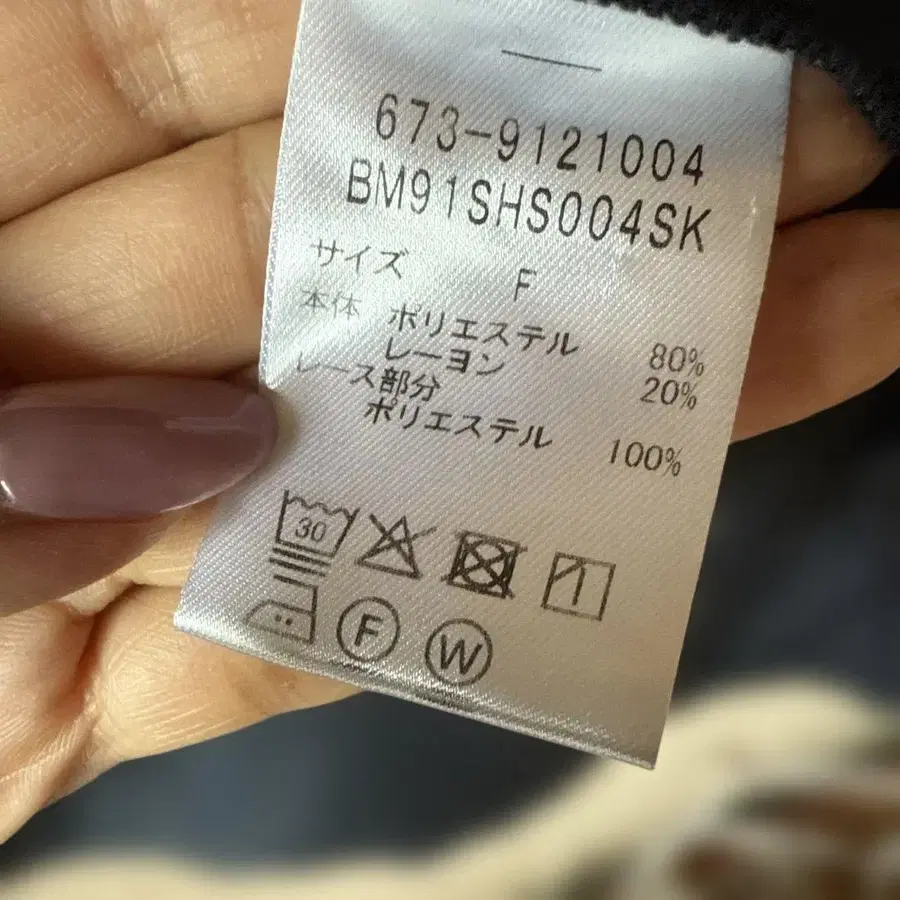 673-9121004
BM91SHS004SK
サイズ F
本体 ポリエステル 80%
レーヨン 20%
レース部分
ポリエステル 100%
30
F W